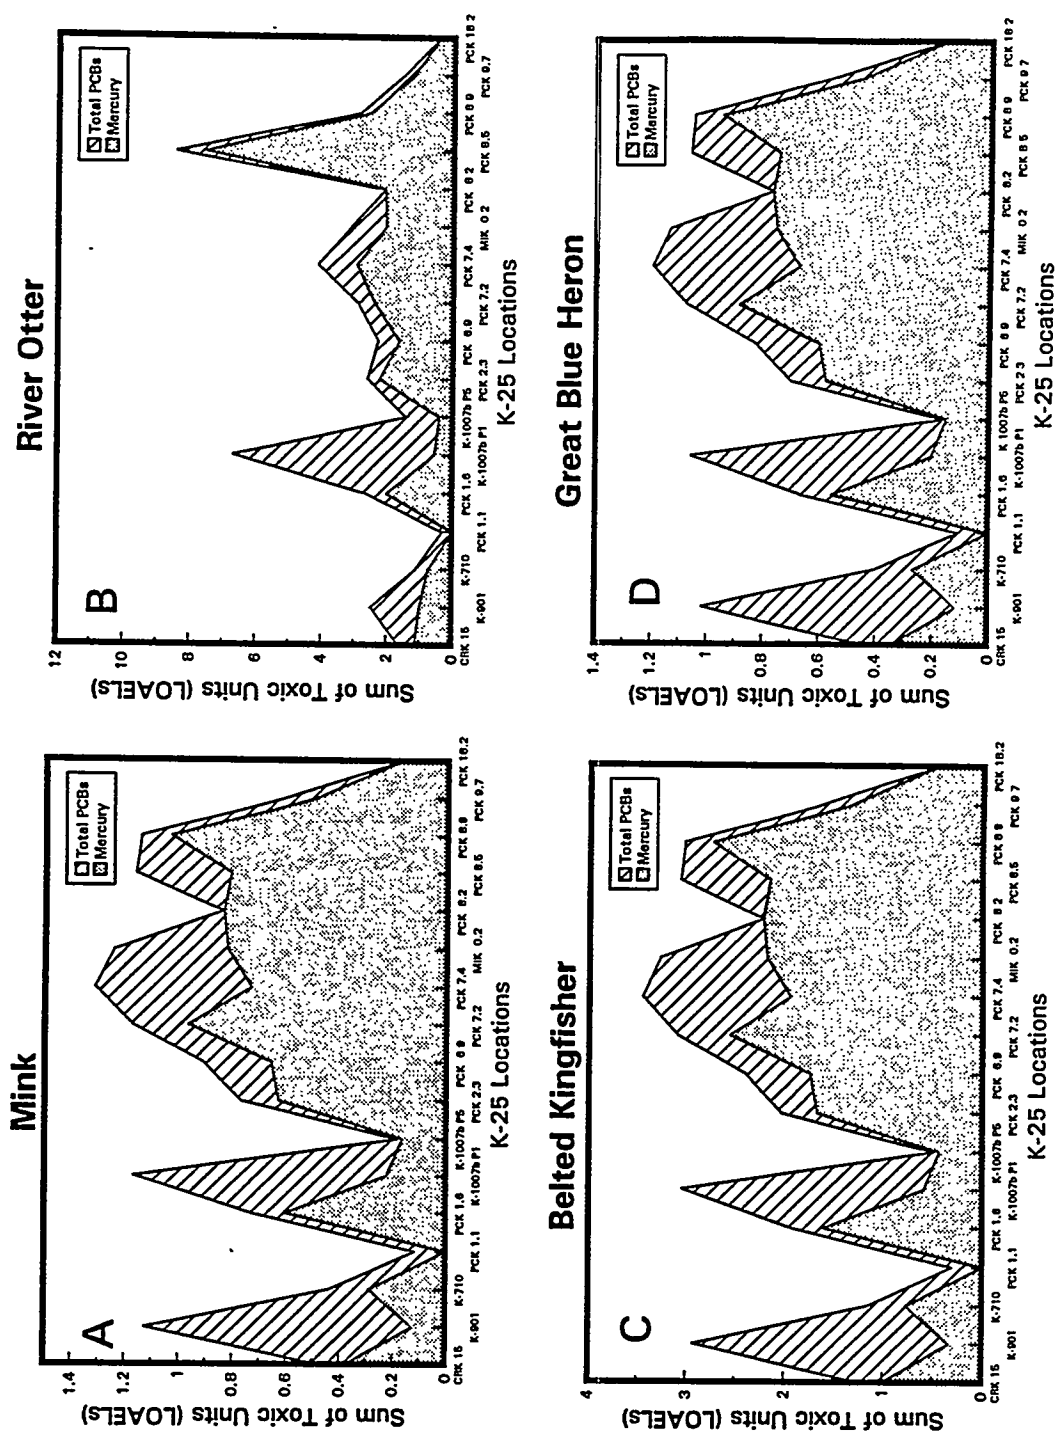 Mink
A
Total PCBs
Mercury
1.4
1.2
1
0.8
0.6
0.4
0.2
0
Sum of Toxic Units (LOAELs)
CRK 15 K-710 PCK 1.6 K-1007b P5 PCK 6.9 PCK 7.4 PCK 8.2 PCK 8.9 PCK 18.2
K-901 PCK 1.1 K-1007b P1 PCK 2.3 PCK 7.2 MIK 0.2 PCK 8.5 PCK 9.7
K-25 Locations
River Otter
B
Total PCBs
Mercury
12
10
8
6
4
2
0
Sum of Toxic Units (LOAELs)
CRK 15 K-710 PCK 1.6 K-1007b P5 PCK 6.9 PCK 7.4 PCK 8.2 PCK 8.9 PCK 18.2
K-901 PCK 1.1 K-1007b P1 PCK 2.3 PCK 7.2 MIK 0.2 PCK 8.5 PCK 9.7
K-25 Locations
Belted Kingfisher
C
Total PCBs
Mercury
4
3
2
1
0
Sum of Toxic Units (LOAELs)
CRK 15 K-710 PCK 1.6 K-1007b P5 PCK 6.9 PCK 7.4 PCK 8.2 PCK 8.9 PCK 18.2
K-901 PCK 1.1 K-1007b P1 PCK 2.3 PCK 7.2 MIK 0.2 PCK 8.5 PCK 9.7
K-25 Locations
Great Blue Heron
D
Total PCBs
Mercury
1.4
1.2
1
0.8
0.6
0.4
0.2
0
Sum of Toxic Units (LOAELs)
CRK 15 K-710 PCK 1.6 K 1007b P5 PCK 6 9 PCK 7.4 PCK 8.2 PCK 8 9 PCK 18.2
K-901 PCK 1.1 K-1007b P1 PCK 2 3 PCK 7.2 MIK 0.2 PCK 8 5 PCK 9 7
K-25 Locations